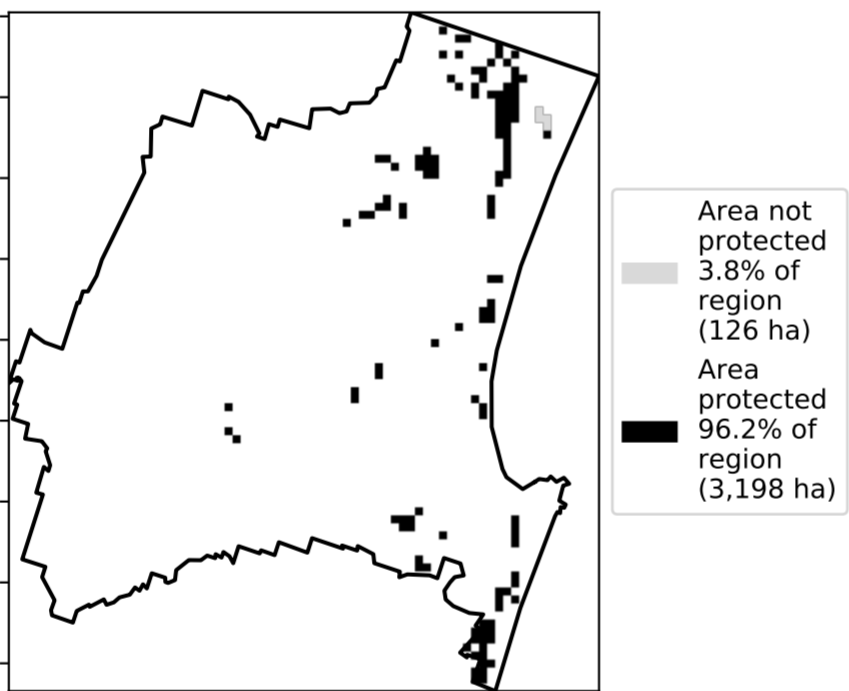 Area not
protected
3.8% of
region
(126 ha)
Area
protected
96.2% of
region
(3,198 ha)